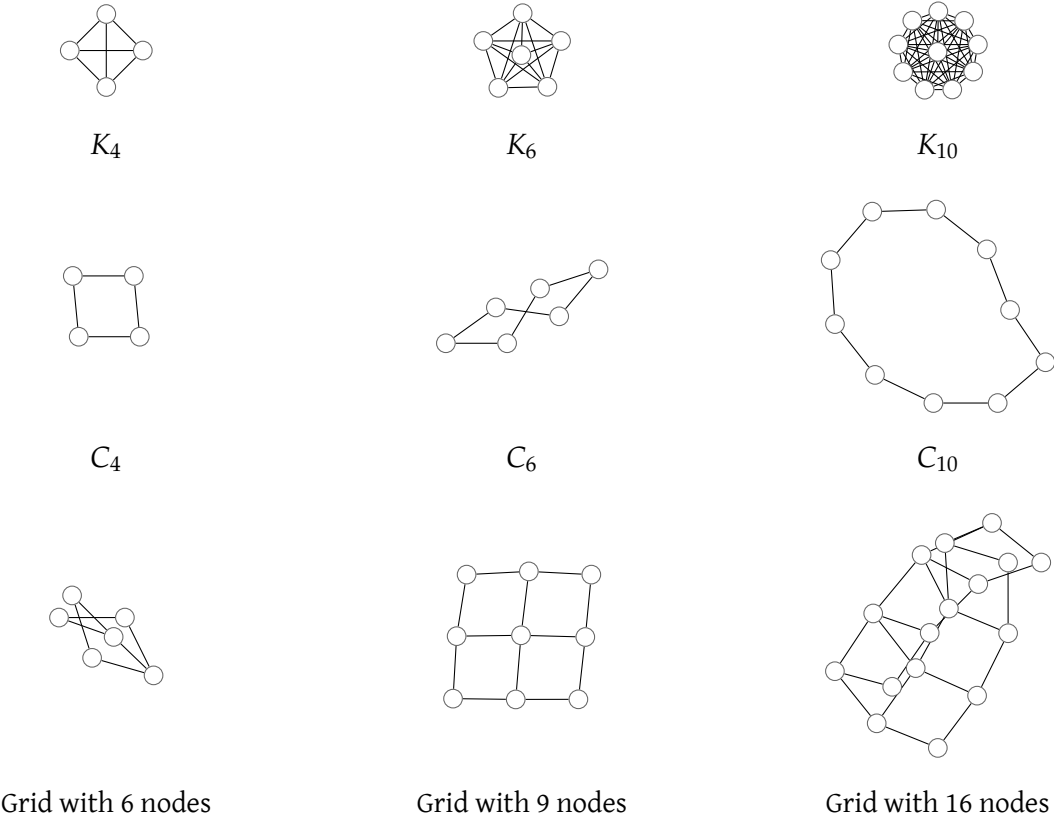 K4
K6
K10
C4
C6
C10
Grid with 6 nodes
Grid with 9 nodes
Grid with 16 nodes